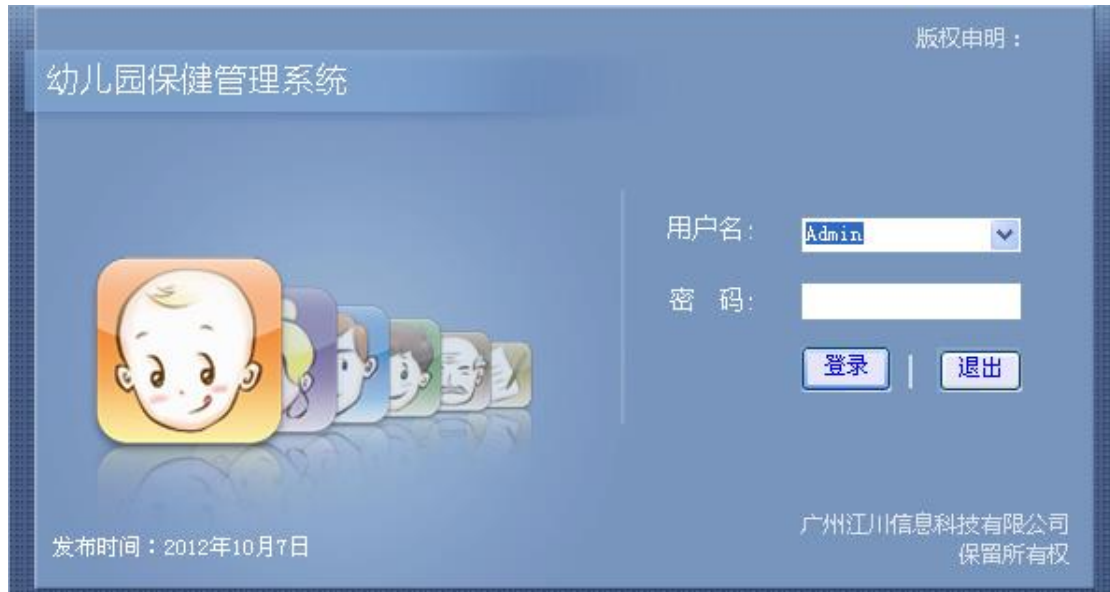 版权申明：
幼儿园保健管理系统
用户名：
Admin
密 码：
登录 | 退出
广州江川信息科技有限公司
发布时间：2012年10月7日
保留所有权